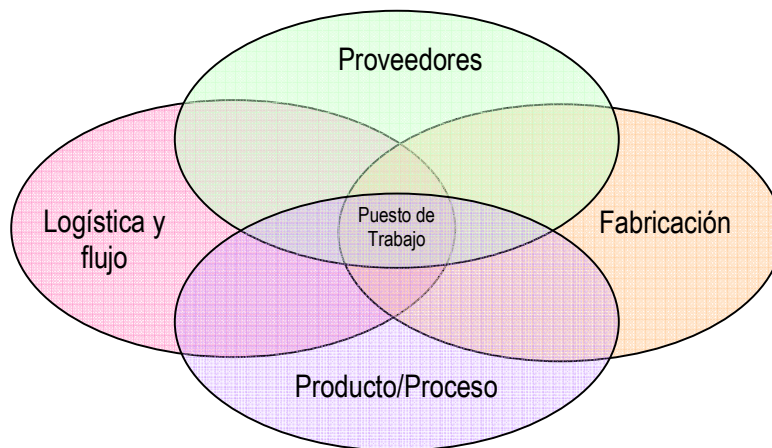 Proveedores
Logística y
flujo
Puesto de
Trabajo
Fabricación
Producto/Proceso